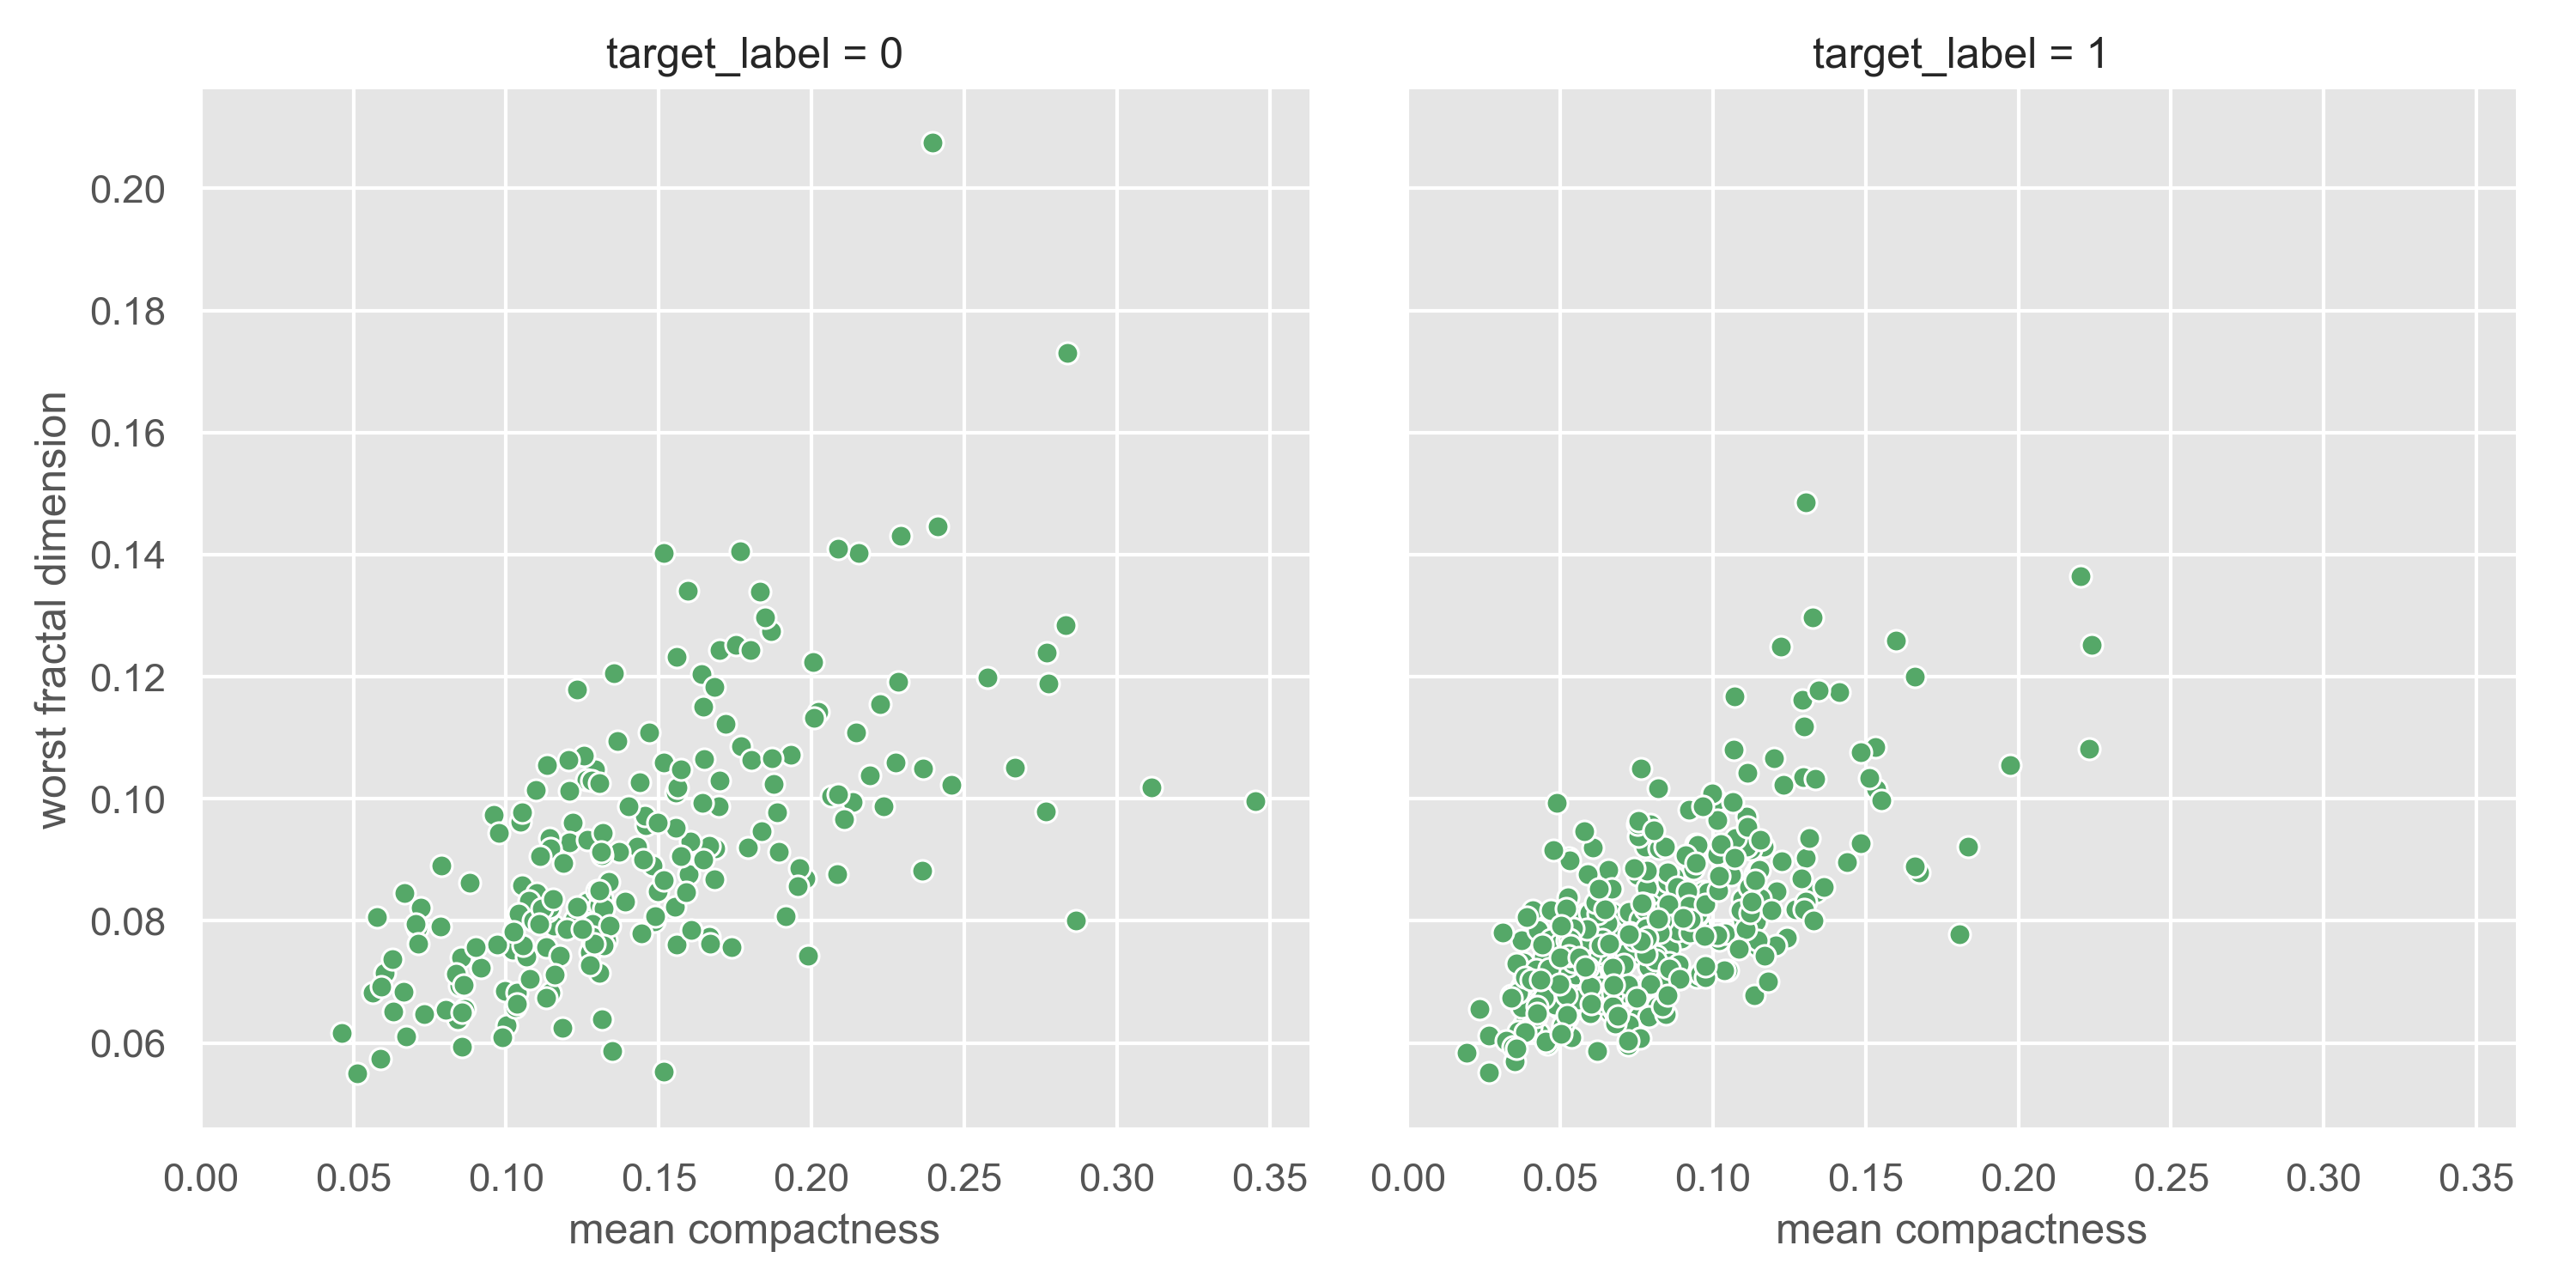 target_label = 0
target_label = 1
worst fractal dimension
0.20
0.18
0.16
0.14
0.12
0.10
0.08
0.06
0.00 0.05 0.10 0.15 0.20 0.25 0.30 0.35
0.00 0.05 0.10 0.15 0.20 0.25 0.30 0.35
mean compactness
mean compactness